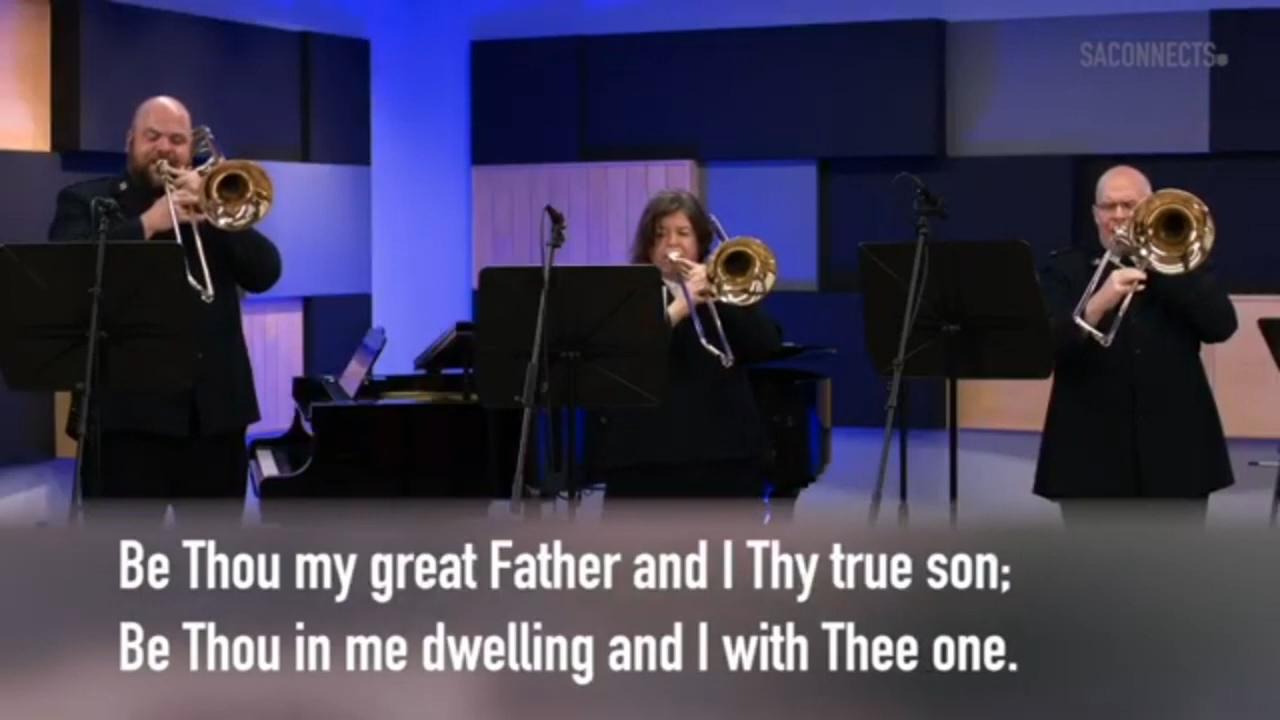 SACONNECTS.
Be Thou my great Father and I Thy true son;
Be Thou in me dwelling and I with Thee one.